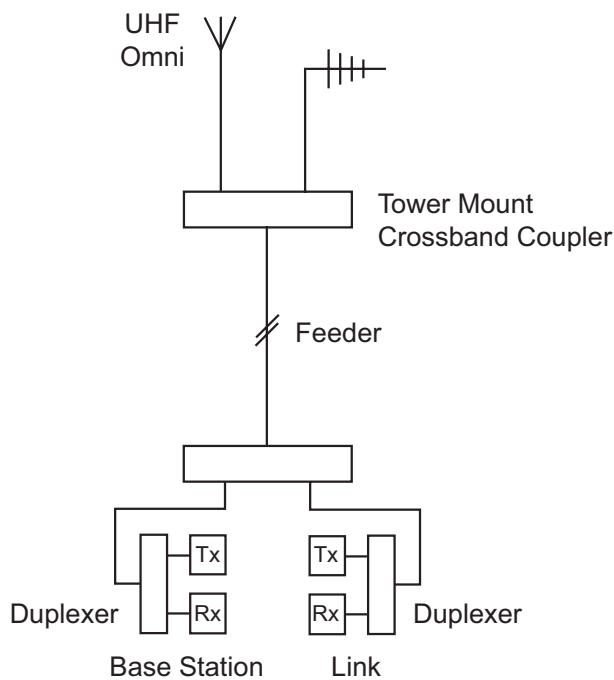 UHF
Omni
Tower Mount
Crossband Coupler
Feeder
Tx
Tx
Duplexer
Rx
Rx
Duplexer
Base Station
Link